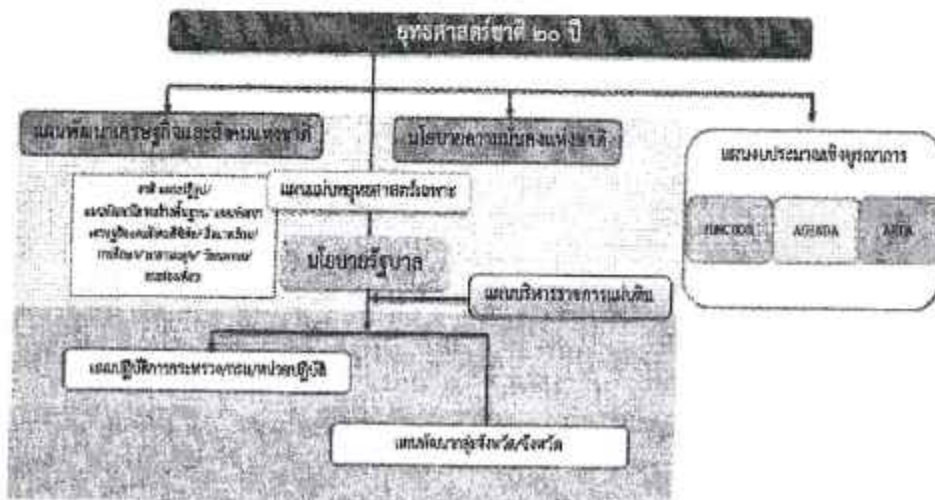 ยุทธศาสตร์ชาติ ๒๐ ปี
แผนพัฒนาเศรษฐกิจและสังคมแห่งชาติ
นโยบายความมั่นคงแห่งชาติ
แผนงบประมาณเชิงบูรณาการ
แผนแม่บทยุทธศาสตร์เฉพาะ
FUNCTION
AGENDA
AREA
นโยบายรัฐบาล
แผนบริหารราชการแผ่นดิน
แผนปฏิบัติการกระทรวง/กรม/หน่วยปฏิบัติ
แผนพัฒนากลุ่มจังหวัด/จังหวัด